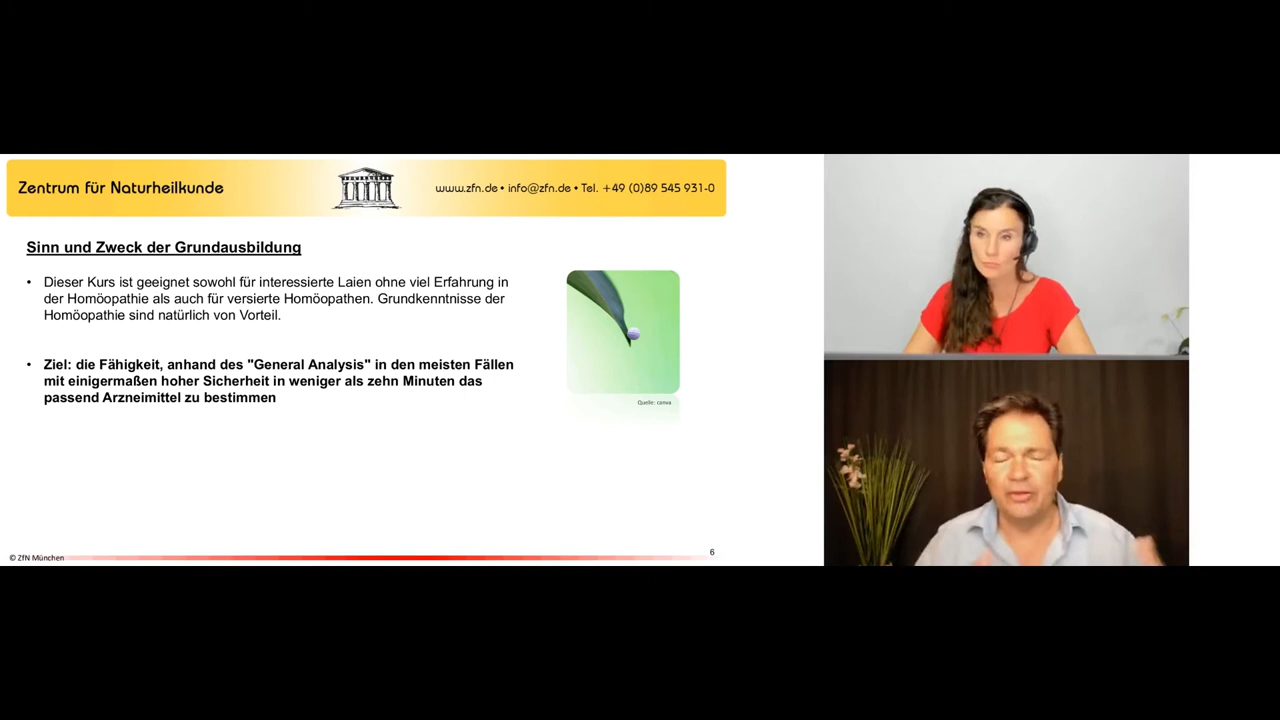 Zentrum für Naturheilkunde
www.zfn.de • info@zfn.de • Tel. +49 (0)89 545 931-0
Sinn und Zweck der Grundausbildung
• Dieser Kurs ist geeignet sowohl für interessierte Laien ohne viel Erfahrung in
der Homöopathie als auch für versierte Homöopathen. Grundkenntnisse der
Homöopathie sind natürlich von Vorteil.
• Ziel: die Fähigkeit, anhand des "General Analysis" in den meisten Fällen
mit einigermaßen hoher Sicherheit in weniger als zehn Minuten das
passend Arzneimittel zu bestimmen
Quelle: canva
© ZfN München
6